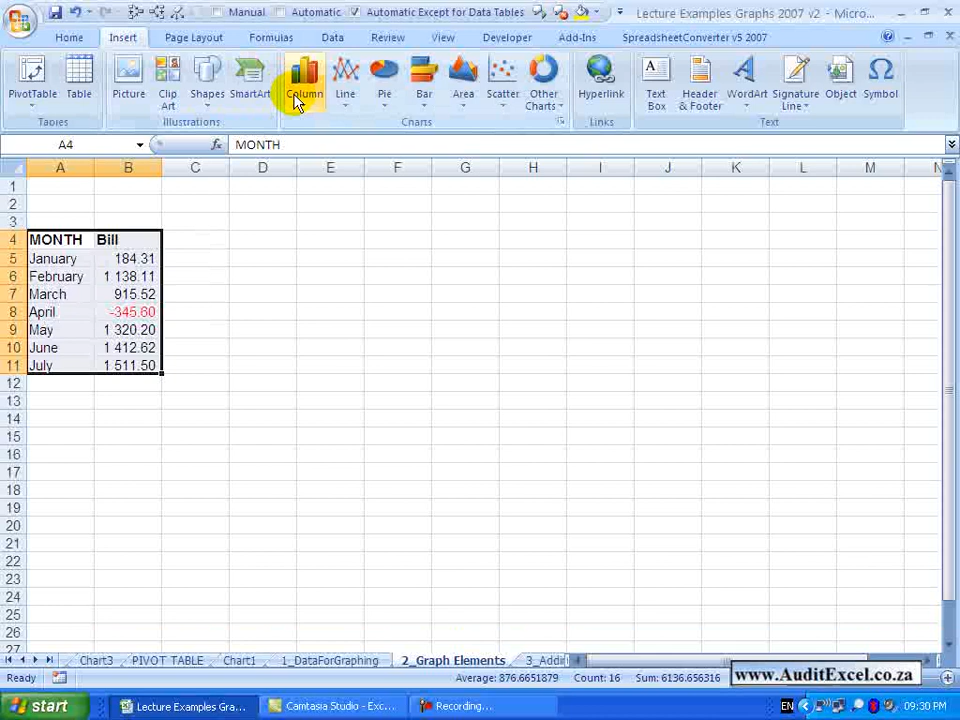 Manual Automatic Automatic Except for Data Tables Lecture Examples Graphs 2007 v2 - Micro...
Home Insert Page Layout Formulas Data Review View Developer Add-Ins SpreadsheetConverter v5 2007
PivotTable Table Picture Clip Art Shapes SmartArt Column Line Pie Bar Area Scatter Other Charts Hyperlink Text Box Header & Footer WordArt Signature Line Object Symbol
Tables Illustrations Charts Links Text
A4 fx MONTH
A B C D E F G H I J K L M N
1
2
3
4 MONTH Bill
5 January 184.31
6 February 1 138.11
7 March 915.52
8 April -345.60
9 May 1 320.20
10 June 1 412.62
11 July 1 511.50
12
13
14
15
16
17
18
19
20
21
22
23
24
25
26
27
Chart3 PIVOT TABLE Chart1 1_DataForGraphing 2_Graph Elements 3_Addi
Ready Average: 876.6651879 Count: 16 Sum: 6136.656316 www.AuditExcel.co.za
start Lecture Examples Gra... Camtasia Studio - Exc... Recording... EN 09:30 PM